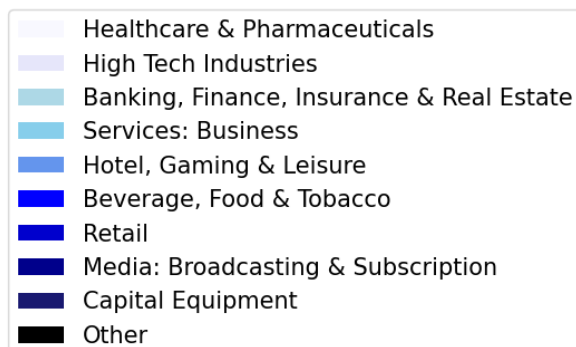 Healthcare & Pharmaceuticals
High Tech Industries
Banking, Finance, Insurance & Real Estate
Services: Business
Hotel, Gaming & Leisure
Beverage, Food & Tobacco
Retail
Media: Broadcasting & Subscription
Capital Equipment
Other